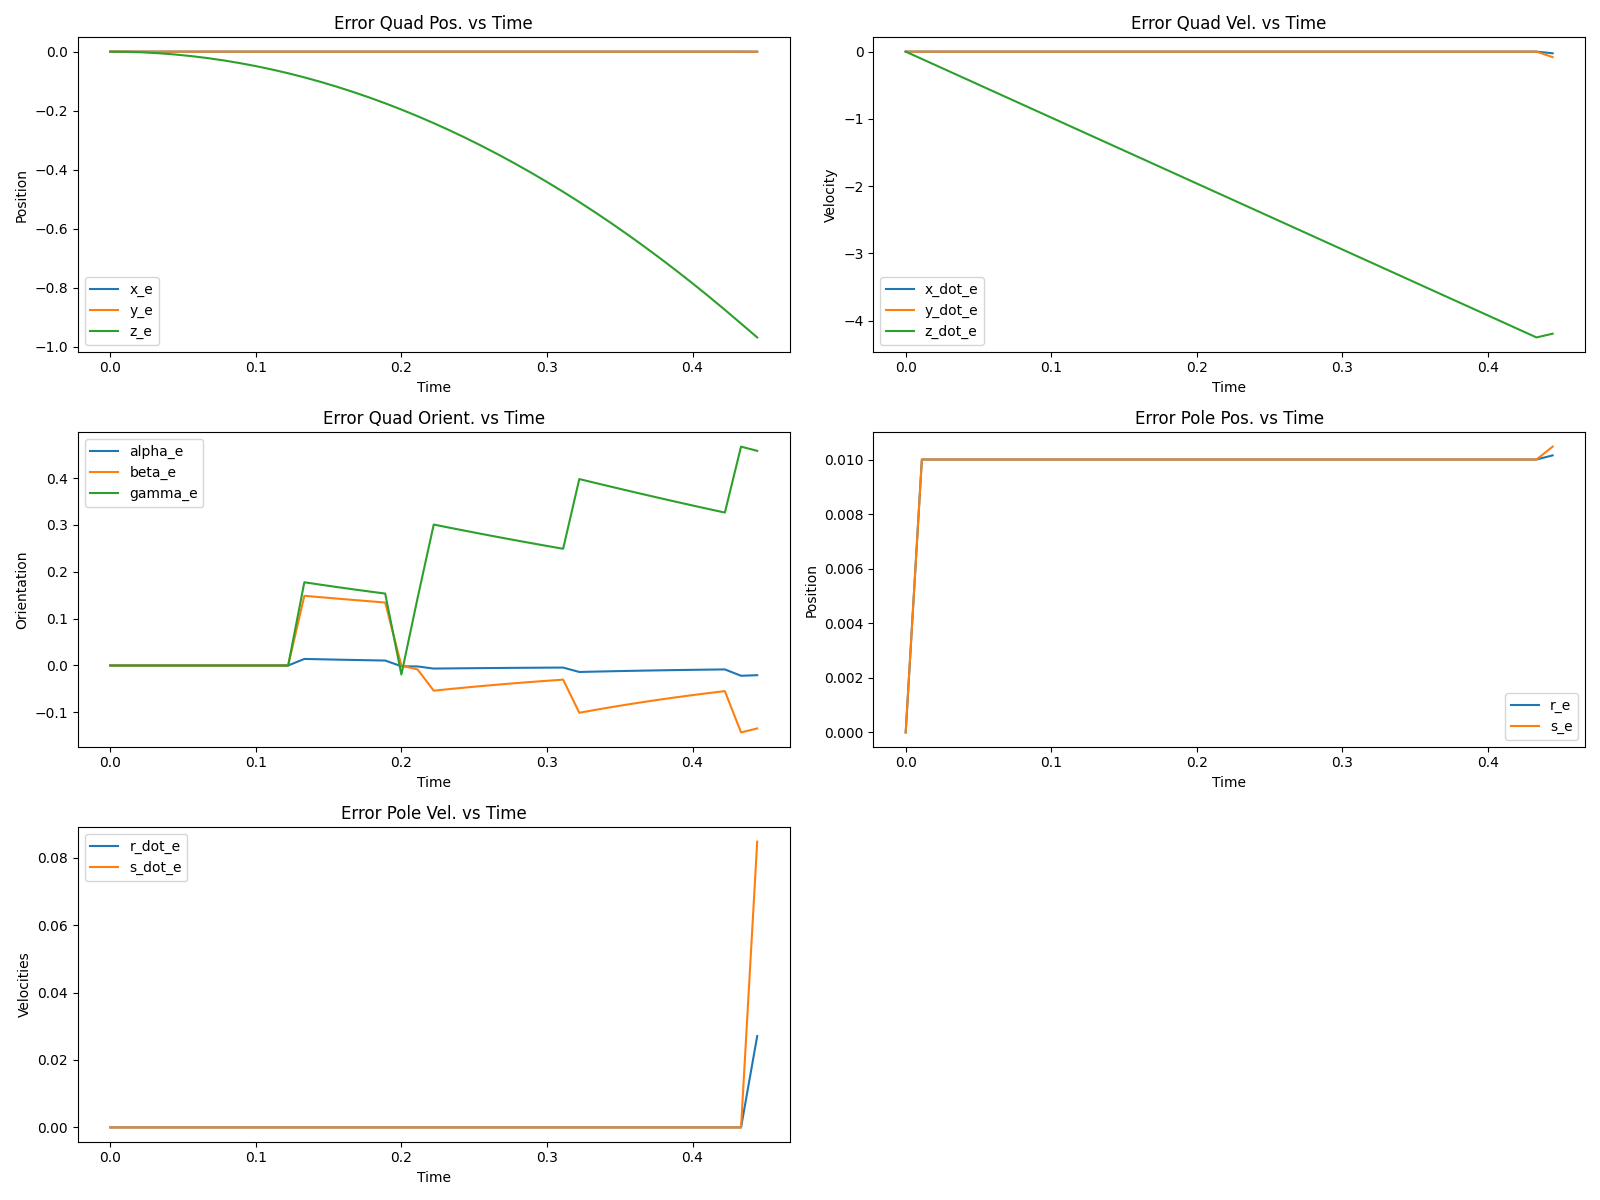 Error Quad Pos. vs Time
Position
0.0
−0.2
−0.4
−0.6
−0.8
−1.0
x_e
y_e
z_e
0.0 0.1 0.2 0.3 0.4
Time
Error Quad Vel. vs Time
Velocity
0
−1
−2
−3
−4
x_dot_e
y_dot_e
z_dot_e
0.0 0.1 0.2 0.3 0.4
Time
Error Quad Orient. vs Time
Orientation
0.4
0.3
0.2
0.1
0.0
−0.1
alpha_e
beta_e
gamma_e
0.0 0.1 0.2 0.3 0.4
Time
Error Pole Pos. vs Time
Position
0.010
0.008
0.006
0.004
0.002
0.000
r_e
s_e
0.0 0.1 0.2 0.3 0.4
Time
Error Pole Vel. vs Time
Velocities
0.08
0.06
0.04
0.02
0.00
r_dot_e
s_dot_e
0.0 0.1 0.2 0.3 0.4
Time